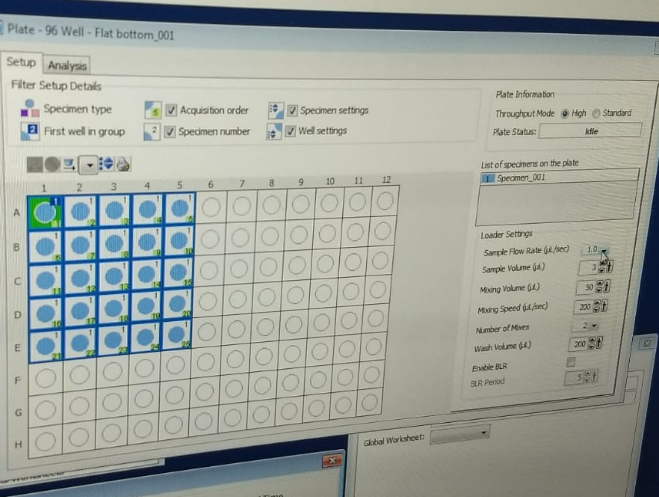 Plate - 96 Well - Flat bottom_001
Setup Analysis
Filter Setup Details
Specimen type
Acquisition order
Specimen settings
First well in group
Specimen number
Well settings
Plate Information
Throughput Mode High Standard
Plate Status: Idle
List of specimens on the plate
Specimen_001
Loader Settings
Sample Flow Rate (µL/sec) 1.0
Sample Volume (µL) 3
Mixing Volume (µL) 50
Mixing Speed (µL/sec) 200
Number of Mixes 2
Wash Volume (µL) 200
Enable BLR
BLR Period 5
1 2 3 4 5 6 7 8 9 10 11 12
A
B
C
D
E
F
G
H
Global Worksheet:
Time